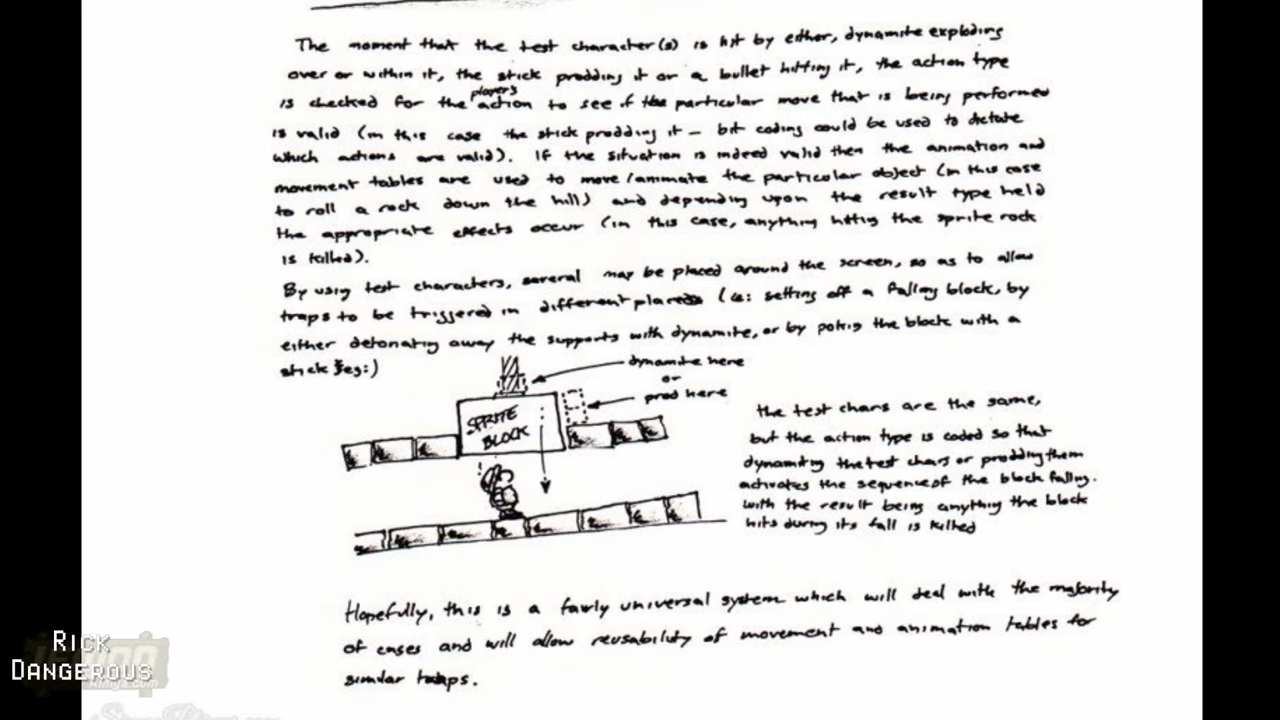 The moment that the test character(s) is hit by either, dynamite exploding
over or within it, the stick prodding it or a bullet hitting it, the action type
is checked for the player's action to see if the particular move that is being performed
is valid (in this case the stick prodding it – bit coding could be used to dictate
which actions are valid). If the situation is indeed valid then the animation and
movement tables are used to move/animate the particular object (in this case
to roll a rock down the hill) and depending upon the result type held
the appropriate effects occur (in this case, anything hitting the sprite rock
is killed).
By using test characters, several may be placed around the screen, so as to allow
traps to be triggered in different places (ie: setting off a falling block, by
either detonating away the supports with dynamite, or by poking the block with a
stick eg:)
dynamite here
or
prod here
SPRITE
BLOCK
!
the test chars are the same,
but the action type is coded so that
dynamiting the test chars or prodding them
activates the sequence of the block falling.
with the result being anything the block
hits during its fall is killed
Hopefully, this is a fairly universal system which will deal with the majority
of cases and will allow reusability of movement and animation tables for
similar traps.
RICK
DANGEROUS
Amiga.com